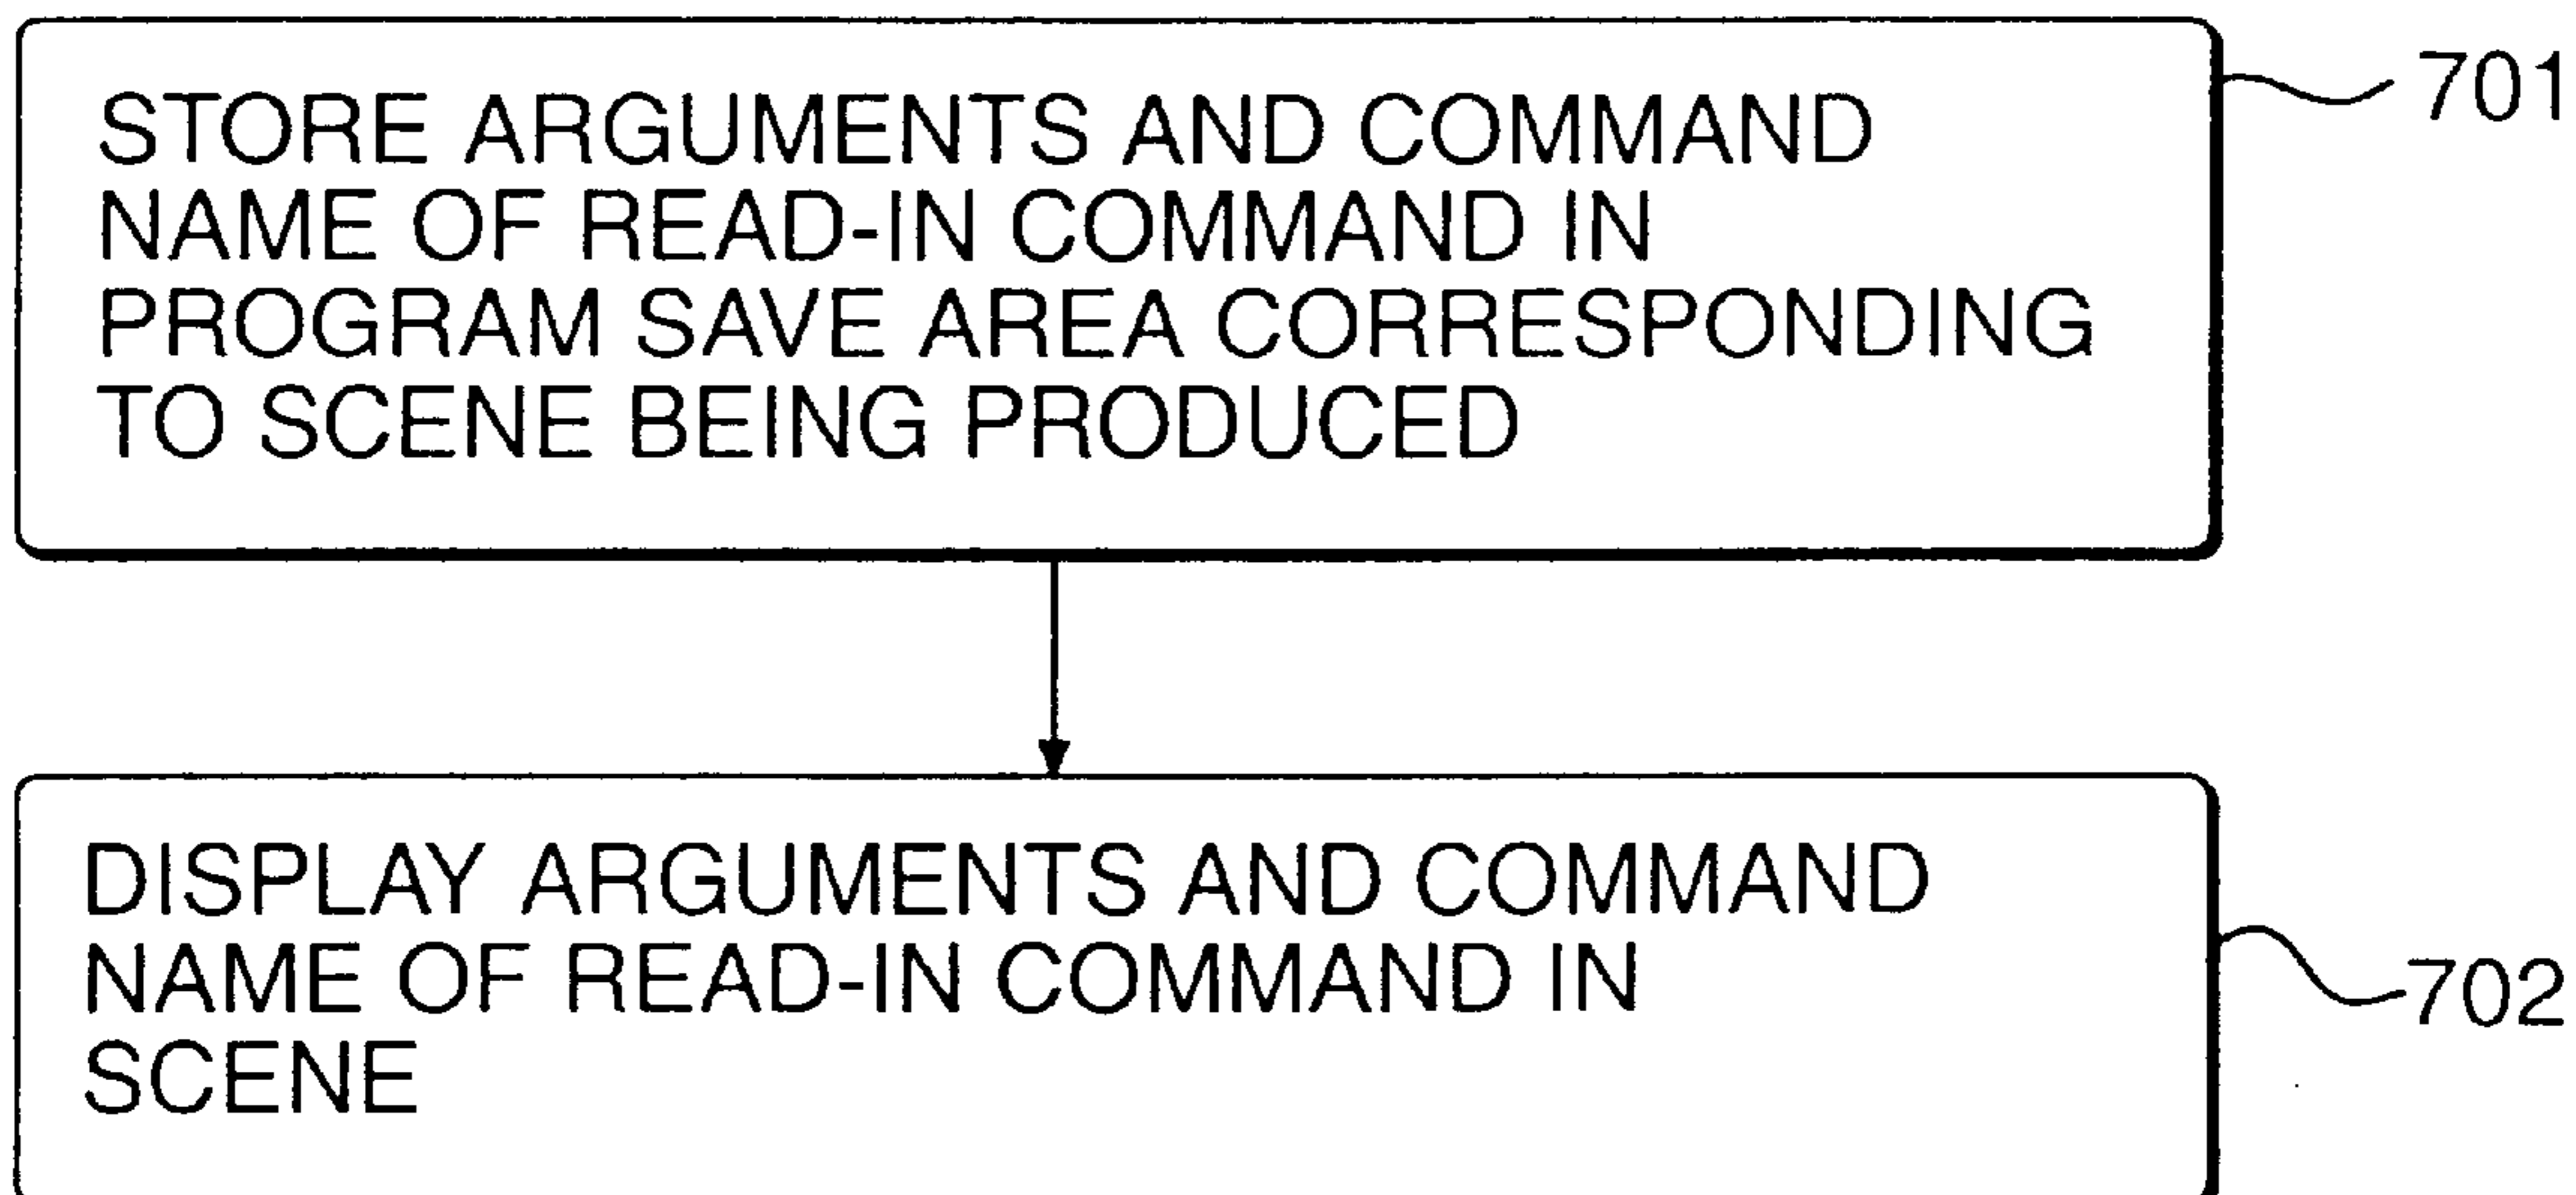 STORE ARGUMENTS AND COMMAND
NAME OF READ-IN COMMAND IN
PROGRAM SAVE AREA CORRESPONDING
TO SCENE BEING PRODUCED
701
DISPLAY ARGUMENTS AND COMMAND
NAME OF READ-IN COMMAND IN
SCENE
702